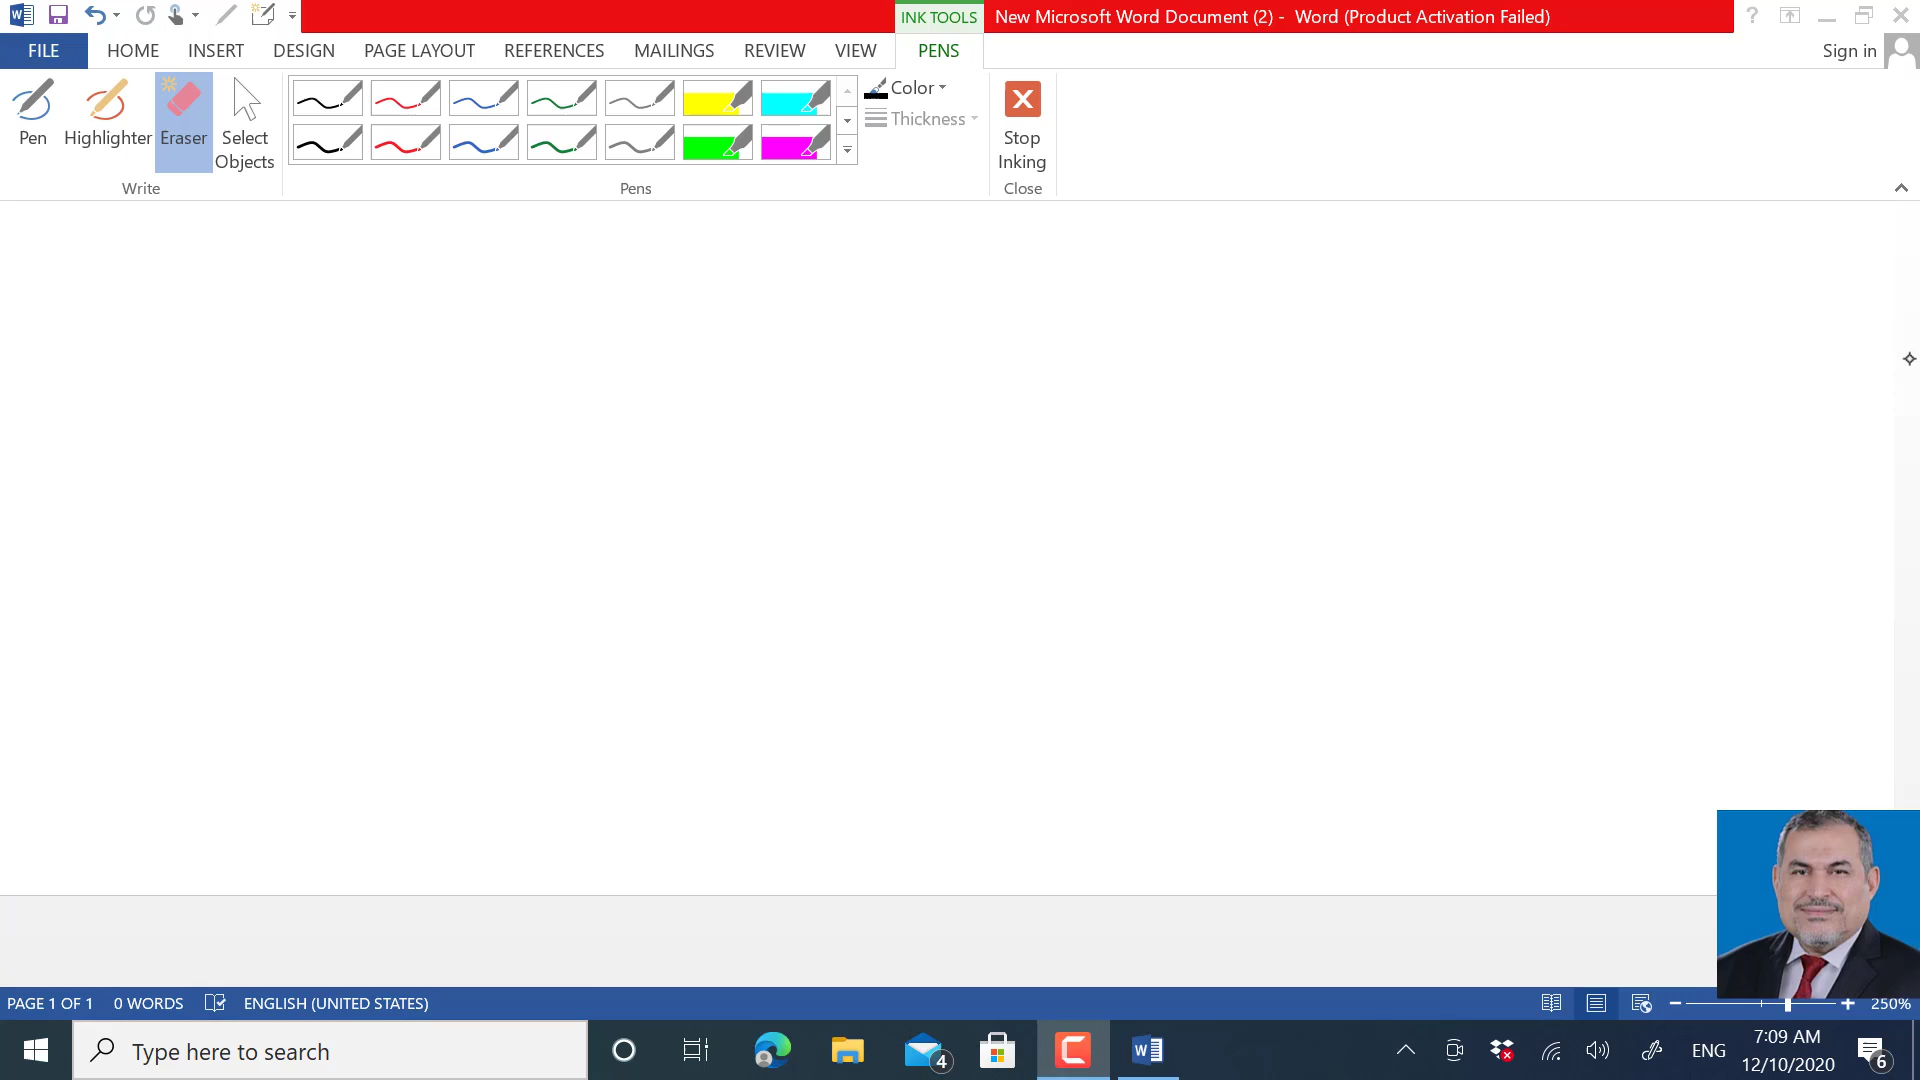 INK TOOLS New Microsoft Word Document (2) - Word (Product Activation Failed) ?
FILE HOME INSERT DESIGN PAGE LAYOUT REFERENCES MAILINGS REVIEW VIEW PENS Sign in
Pen Highlighter Eraser Select Objects
Color
Thickness
Stop Inking
Write Pens Close
PAGE 1 OF 1 0 WORDS ENGLISH (UNITED STATES) 250%
Type here to search 4 ENG 7:09 AM
12/10/2020 6